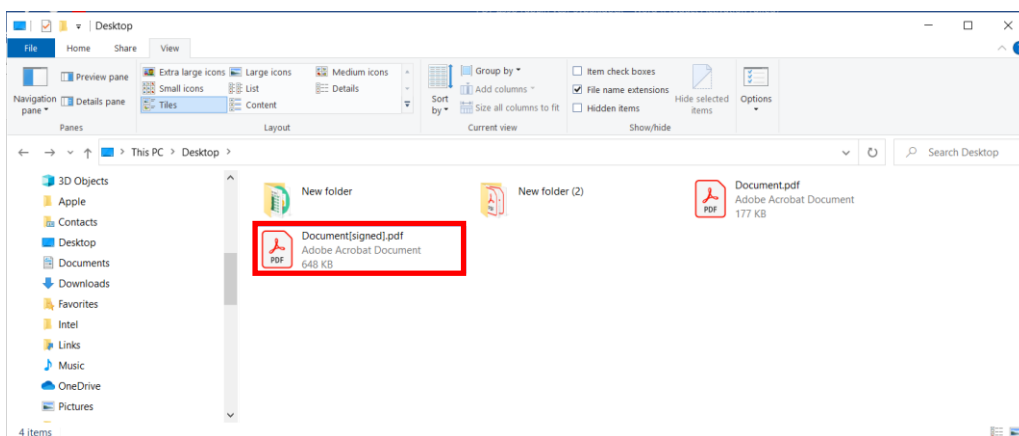 Desktop
File Home Share View
Navigation pane
Preview pane
Details pane
Panes
Extra large icons Large icons Medium icons
Small icons List Details
Tiles Content
Layout
Sort by
Group by
Add columns
Size all columns to fit
Current view
Item check boxes
File name extensions
Hidden items
Hide selected items
Show/hide
Options
This PC > Desktop >
Search Desktop
3D Objects
Apple
Contacts
Desktop
Documents
Downloads
Favorites
Intel
Links
Music
OneDrive
Pictures
New folder
New folder (2)
PDF
Document.pdf
Adobe Acrobat Document
177 KB
PDF
Document[signed].pdf
Adobe Acrobat Document
648 KB
4 items